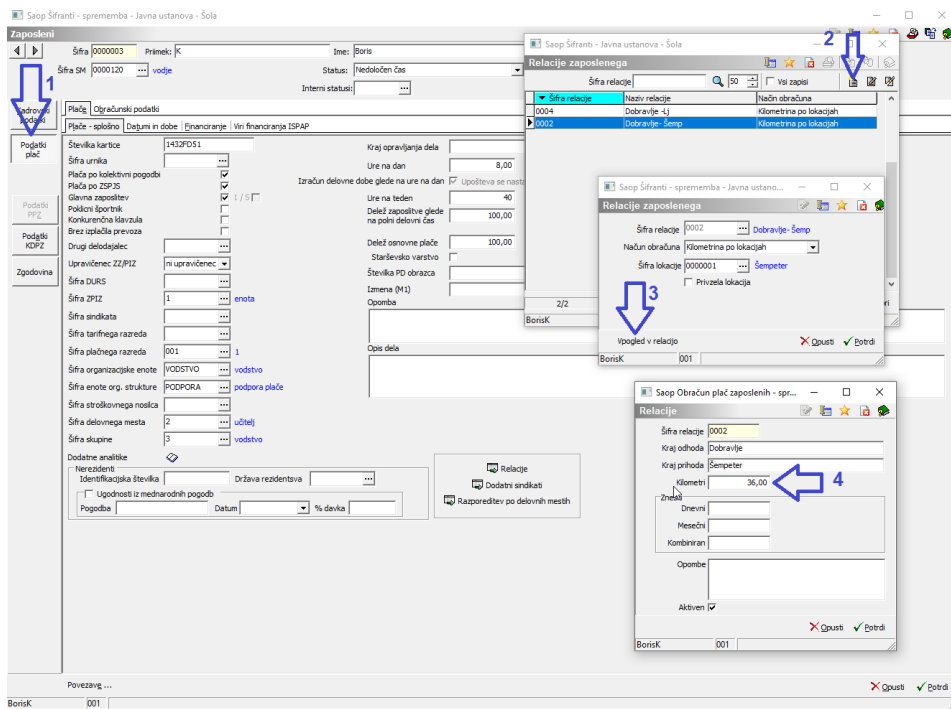 Saop Šifranti - sprememba - Javna ustanova - Šola
Zaposleni
Šifra 0000003 Priimek: K Ime: Boris
Šifra SM 0000120 ... vodje Status: Nedoločen čas
Interni statusi: ...
1
Kadrovski podatki
Podatki plač
Podatki PPZ
Podatki KDPZ
Zgodovina
Plače Obračunski podatki
Plače - splošno Datumi in dobe Financiranje Viri financiranja ISPAP
Številka kartice 1432FD51
Šifra urnika ...
Plača po kolektivni pogodbi
Plača po ZSPJS
Glavna zaposlitev 1 / 5
Poklicni športnik
Konkurenčna klavzula
Brez izplačila prevoza
Drugi delodajalec ...
Upravičenec ZZ/PIZ ni upravičenec
Šifra DURS ...
Šifra ZPIZ 1 ... enota
Šifra sindikata ...
Šifra tarifnega razreda ...
Šifra plačnega razreda 001 ... 1
Šifra organizacijske enote VODSTVO ... vodstvo
Šifra enote org. strukture PODPORA ... podpora plače
Šifra stroškovnega nosilca ...
Šifra delovnega mesta 2 ... učitelj
Šifra skupine 3 ... vodstvo
Dodatne analitike
Nerezidenti
Identifikacijska številka Država rezidentsva ...
Ugodnosti iz mednarodnih pogodb
Pogodba Datum % davka
Kraj opravljanja dela
Ure na dan 8,00
Izračun delovne dobe glede na ure na dan Upošteva se nasta
Ure na teden 40
Delež zaposlitve glede na polni delovni čas 100,00
Delež osnovne plače 100,00
Starševsko varstvo
Številka PD obrazca
Izmena (M1)
Opomba
Opis dela
Relacije
Dodatni sindikati
Razporeditev po delovnih mestih
Povezave ...
Opusti Potrdi
BorisK 001
Saop Šifranti - Javna ustanova - Šola
2
Relacije zaposlenega
Šifra relacije 50 Vsi zapisi
Šifra relacije Naziv relacije Način obračuna
0004 Dobravlje -Lj Kilometrina po lokacijah
0002 Dobravlje- Šemp Kilometrina po lokacijah
2/2
BorisK
Saop Šifranti - sprememba - Javna ustano...
Relacije zaposlenega
Šifra relacije 0002 ... Dobravlje- Šemp
Način obračuna Kilometrina po lokacijah
Šifra lokacije 0000001 ... Šempeter
Privzela lokacija
3
Vpogled v relacijo Opusti Potrdi
BorisK 001
Saop Obračun plač zaposlenih - spr...
Relacije
Šifra relacije 0002
Kraj odhoda Dobravlje
Kraj prihoda Šempeter
Kilometri 36,00 4
Zneski
Dnevni
Mesečni
Kombiniran
Opombe
Aktiven
Opusti Potrdi
BorisK 001